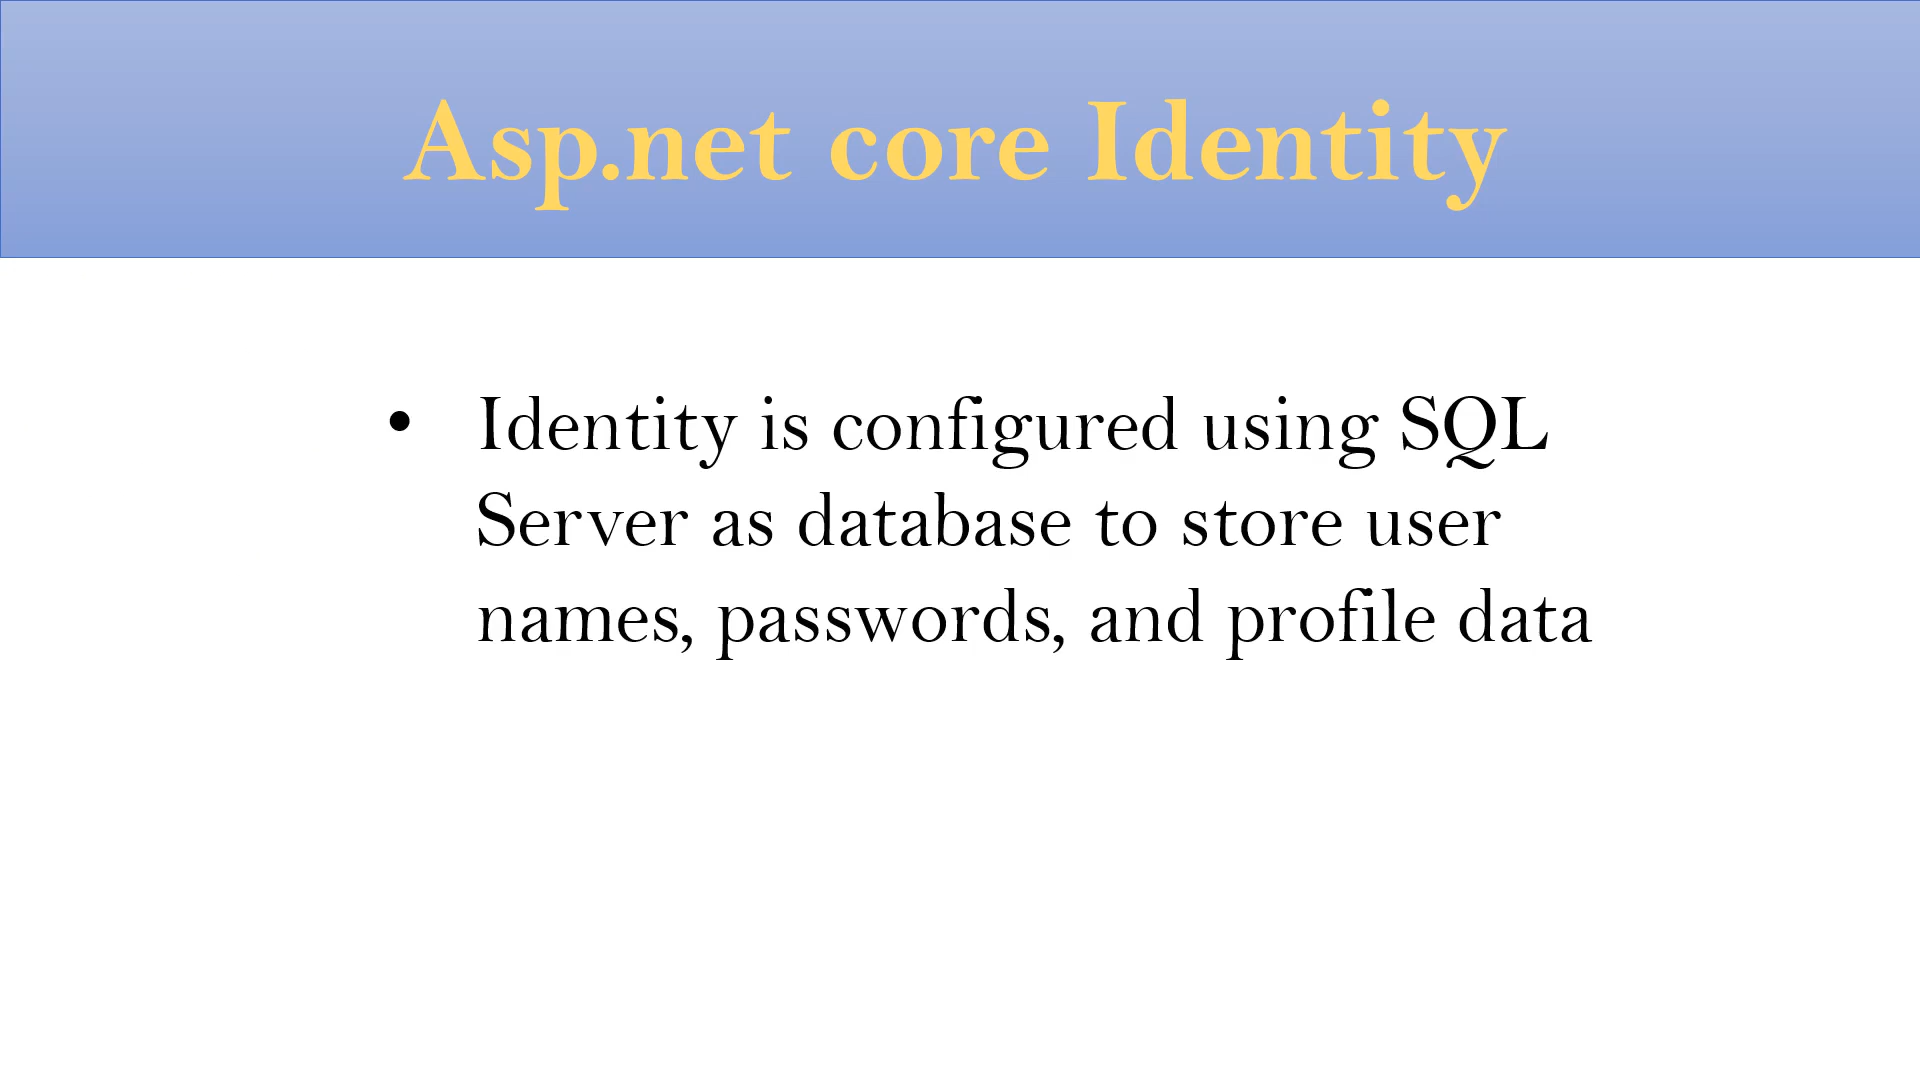 Asp.net core Identity
• Identity is configured using SQL
Server as database to store user
names, passwords, and profile data